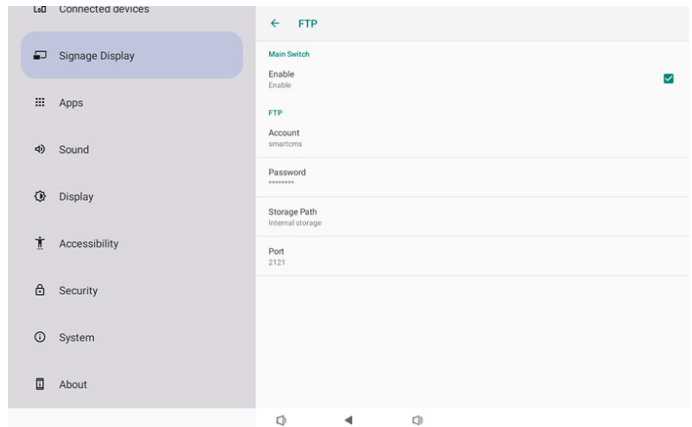 Connected devices
Signage Display
Apps
Sound
Display
Accessibility
Security
System
About
FTP
Main Switch
Enable
Enable
FTP
Account
smartcms
Password
********
Storage Path
Internal storage
Port
2121